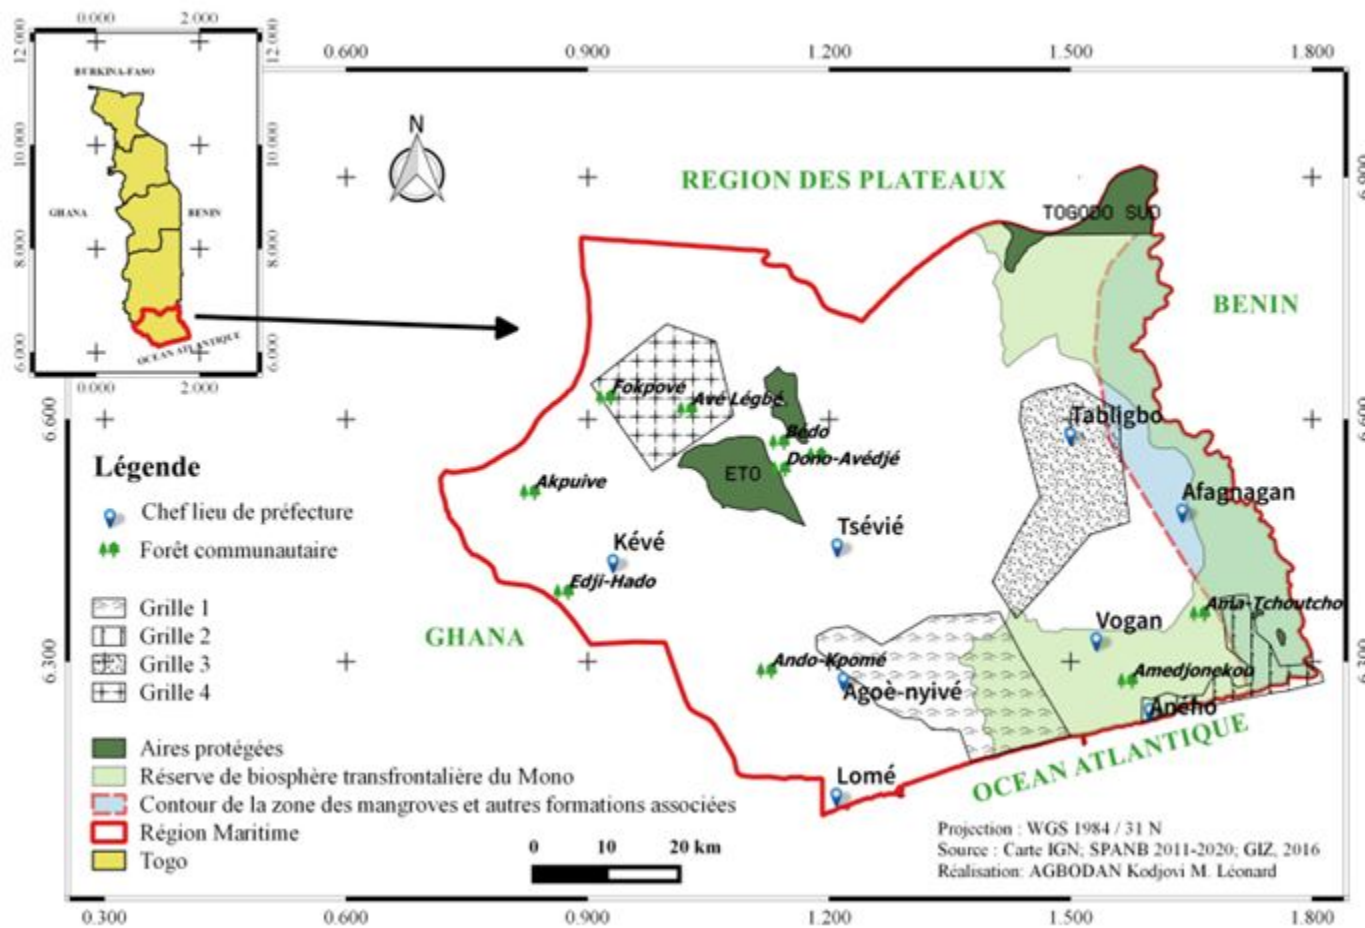 0.000 2.000
12.000 12.000
BURKINA-FASO
10.000 10.000
GHANA BENIN
8.000 8.000
6.000 6.000
OCEAN ATLANTIQUE
0.000 2.000
0.600 0.900 1.200 1.500 1.800
N
REGION DES PLATEAUX
6.900
TOGODO SUD
BENIN
Fokpové
Avé Légbé
6.600 6.600
Tabligbo
Bédo
Dono-Avédjé
ETO
Akpuive
Afagnagan
Tsévié
Kévé
Edji-Hado
Ama-Tchoutcho
GHANA
Vogan
6.300 6.300
Ando-Kpomé
Amedjonekou
Agoè-nyivé
Aného
OCEAN ATLANTIQUE
Lomé
Légende
Chef lieu de préfecture
Forêt communautaire
Grille 1
Grille 2
Grille 3
Grille 4
Aires protégées
Réserve de biosphère transfrontalière du Mono
Contour de la zone des mangroves et autres formations associées
Région Maritime
Togo
0 10 20 km
Projection : WGS 1984 / 31 N
Source : Carte IGN; SPANB 2011-2020; GIZ, 2016
Réalisation: AGBODAN Kodjovi M. Léonard
0.300 0.600 0.900 1.200 1.500 1.800